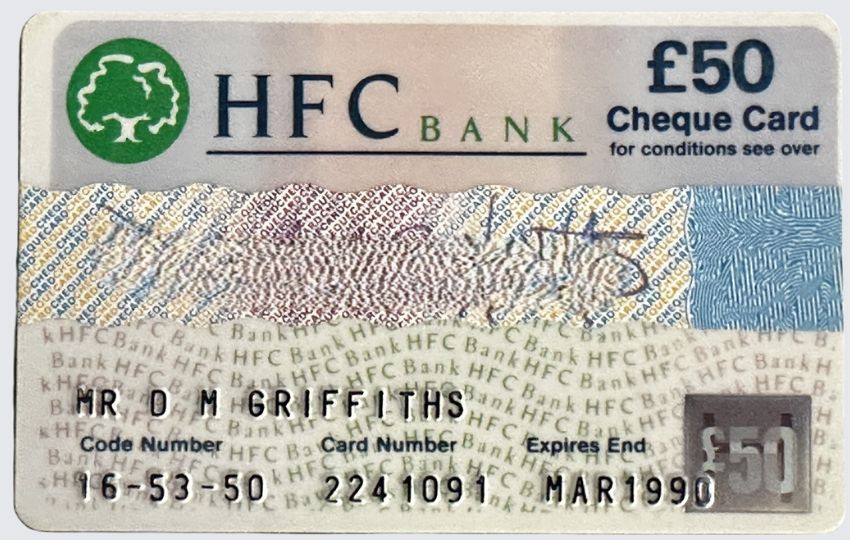 HFC BANK
£50
Cheque Card
for conditions see over
MR D M GRIFFITHS
Code Number Card Number Expires End
16-53-50 2241091 MAR1990
£50